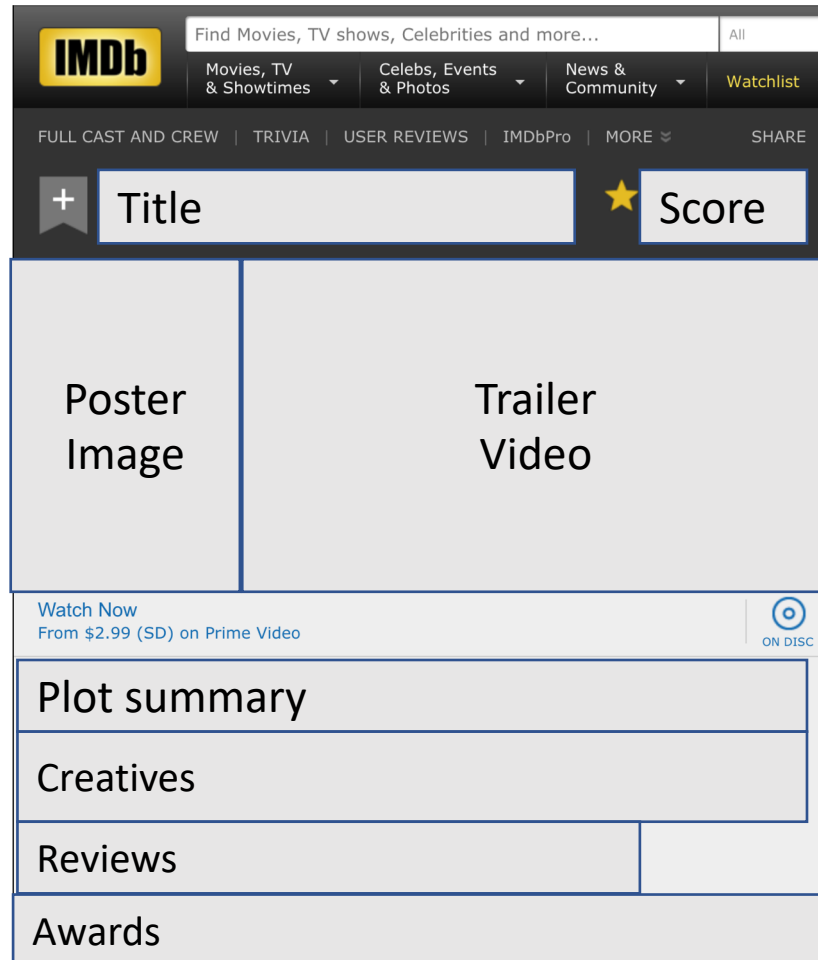 IMDb
Find Movies, TV shows, Celebrities and more...
All
Movies, TV
& Showtimes
Celebs, Events
& Photos
News &
Community
Watchlist
FULL CAST AND CREW | TRIVIA | USER REVIEWS | IMDbPro | MORE
SHARE
+
Title
Score
Poster
Image
Trailer
Video
Watch Now
From $2.99 (SD) on Prime Video
ON DISC
Plot summary
Creatives
Reviews
Awards